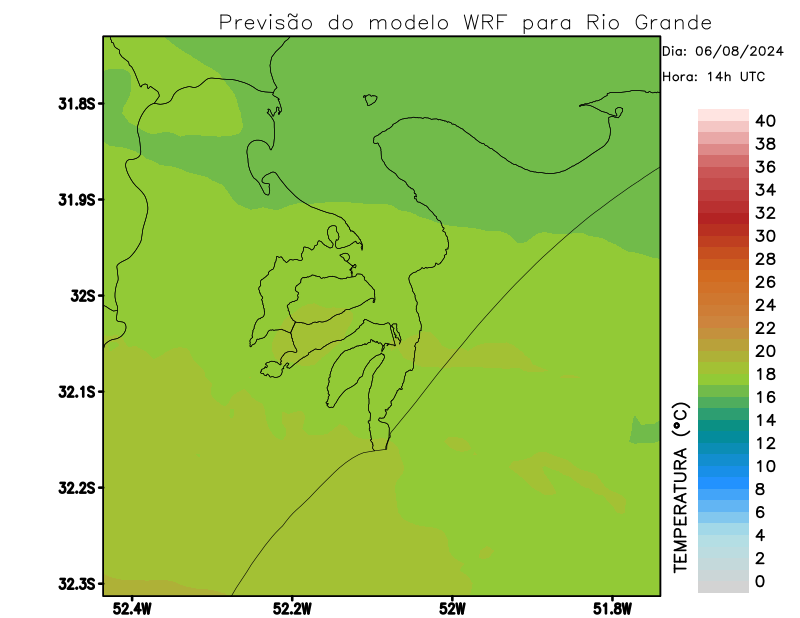 Previsão do modelo WRF para Rio Grande
Dia: 06/08/2024
Hora: 14h UTC
31.8S
31.9S
32S
32.1S
32.2S
32.3S
52.4W
52.2W
52W
51.8W
40
38
36
34
32
30
28
26
24
22
20
18
16
14
12
10
8
6
4
2
0
TEMPERATURA (°C)